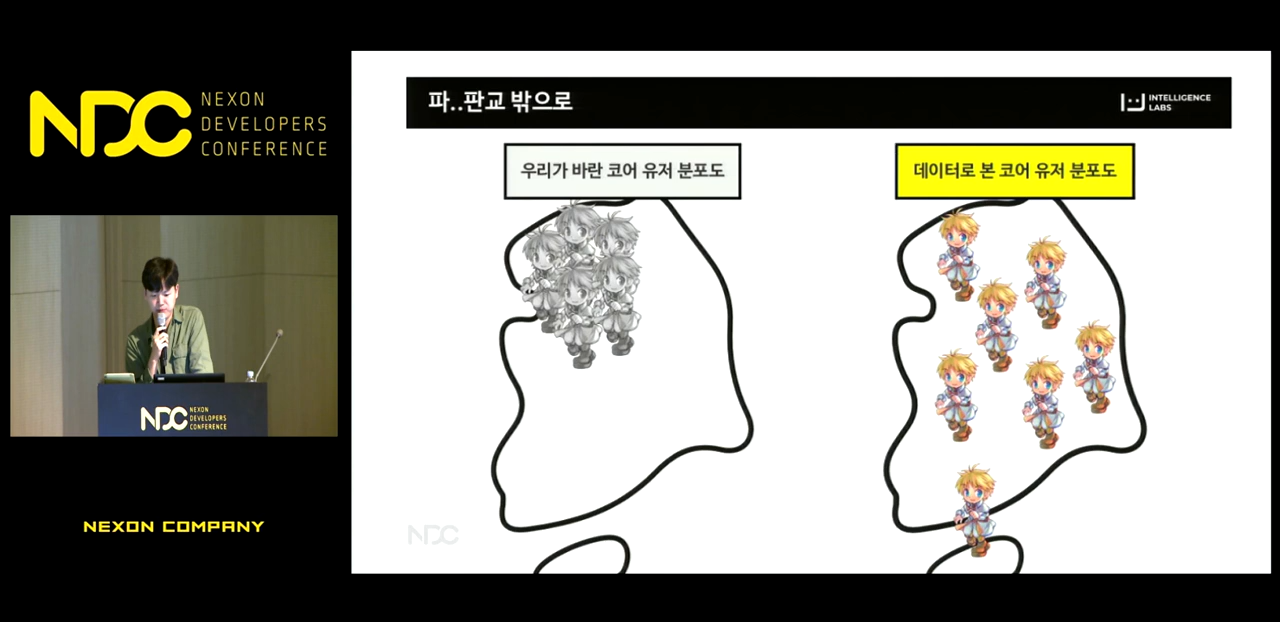 NDC
NEXON
DEVELOPERS
CONFERENCE
파..판교 밖으로
INTELLIGENCE
LABS
우리가 바란 코어 유저 분포도
데이터로 본 코어 유저 분포도
NDC
NEXON
DEVELOPERS
CONFERENCE
NEXON COMPANY
NDC